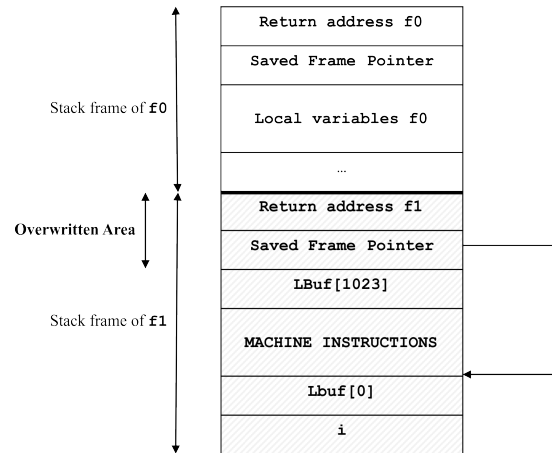 Return address f0
Saved Frame Pointer
Stack frame of f0
Local variables f0
…
Return address f1
Overwritten Area
Saved Frame Pointer
LBuf[1023]
Stack frame of f1
MACHINE INSTRUCTIONS
Lbuf[0]
i